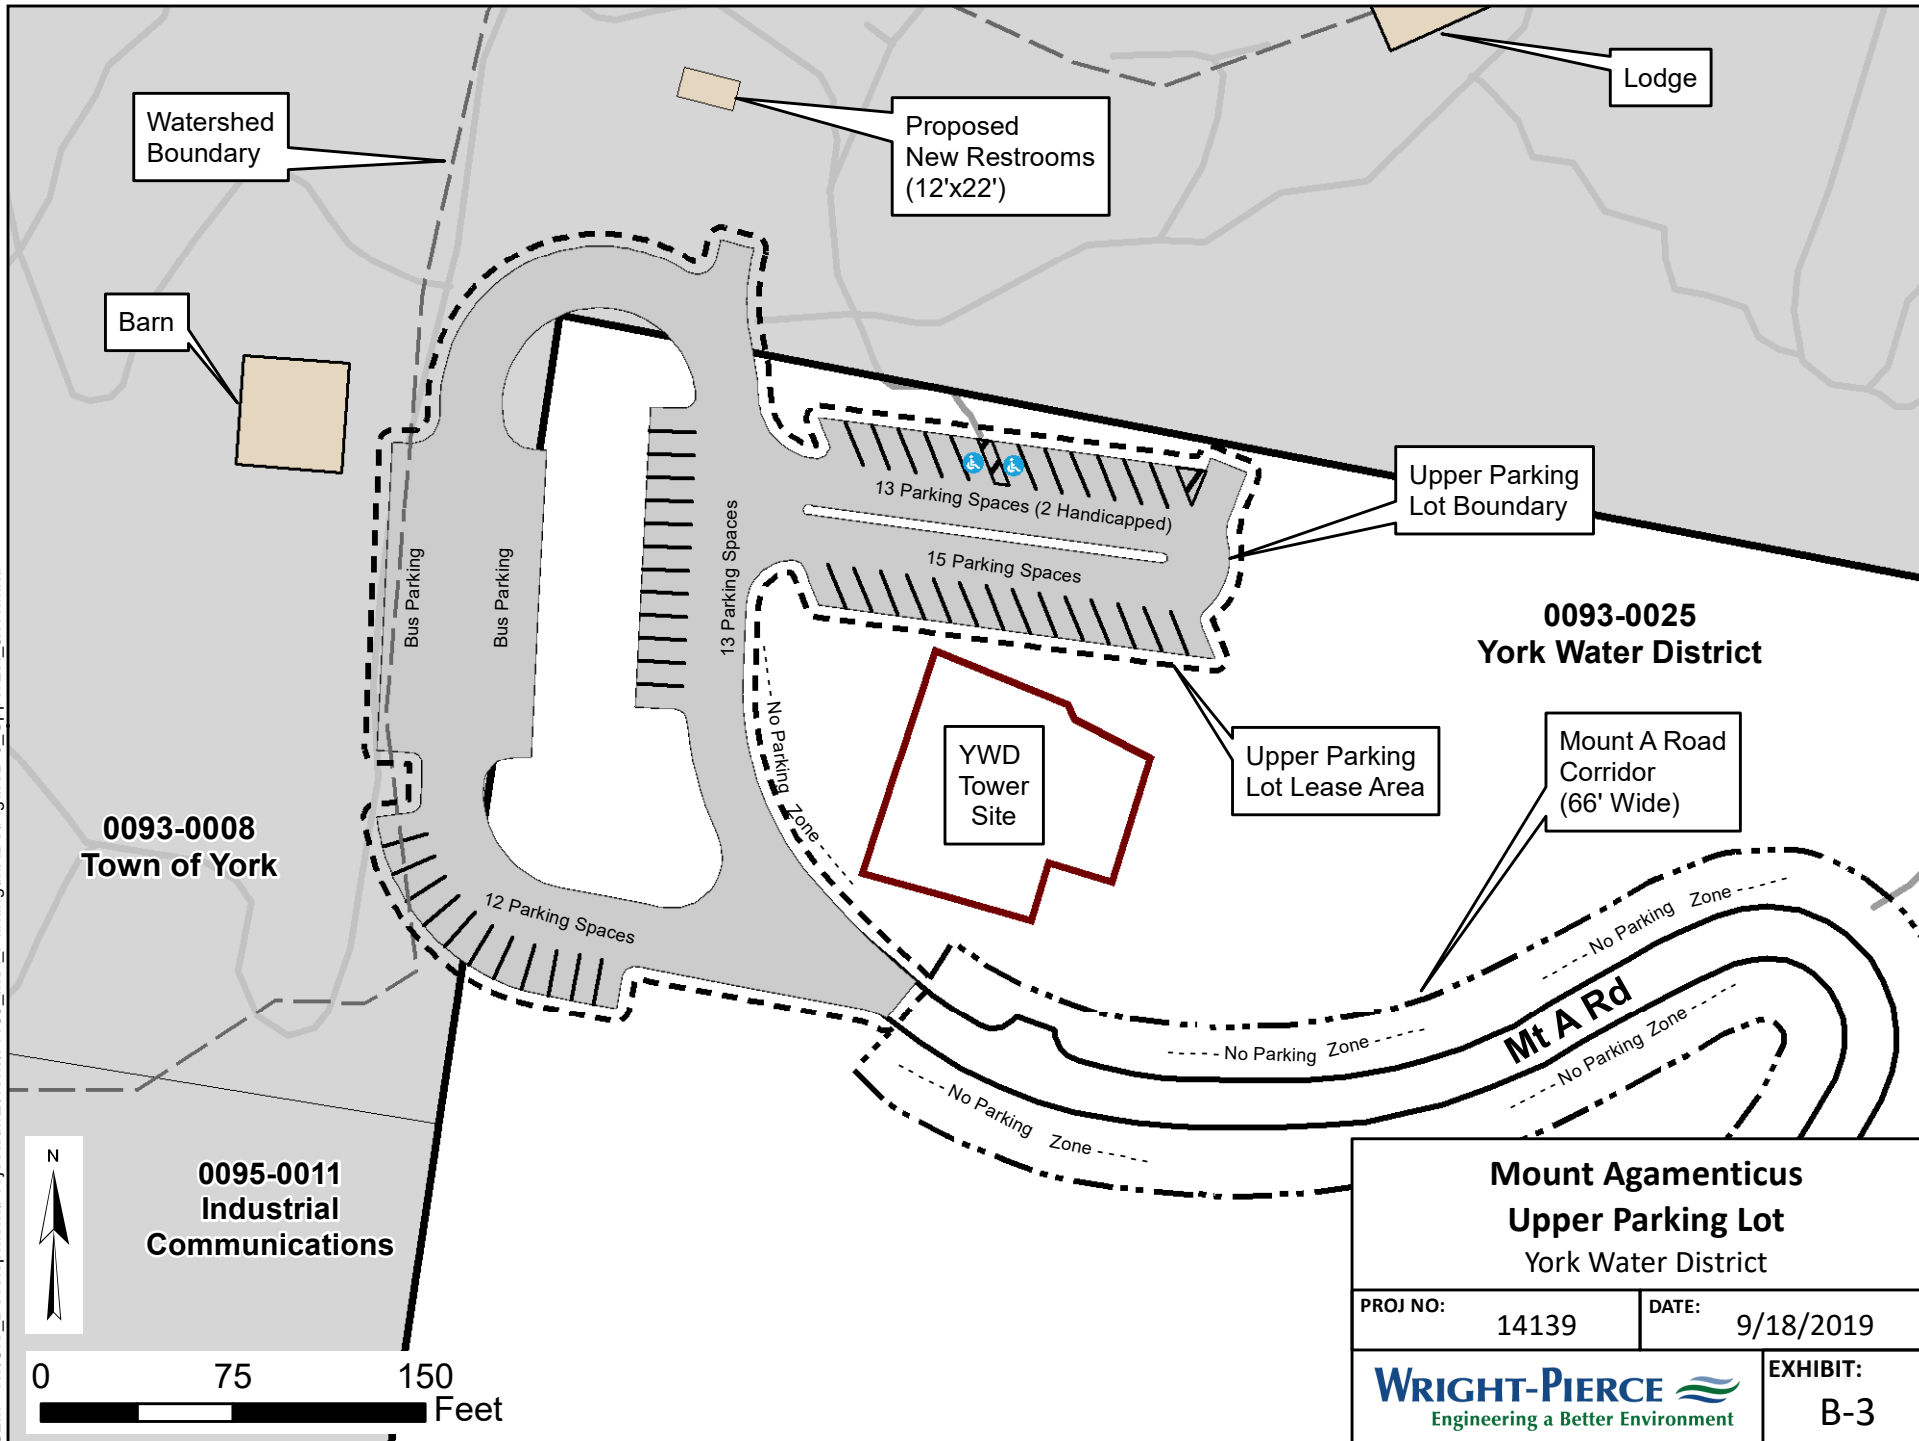 Lodge
Watershed
Boundary
Proposed
New Restrooms
(12'x22')
Barn
Upper Parking
Lot Boundary
13 Parking Spaces (2 Handicapped)
15 Parking Spaces
13 Parking Spaces
Bus Parking
Bus Parking
0093-0025
York Water District
No Parking Zone
YWD
Tower
Site
Upper Parking
Lot Lease Area
Mount A Road
Corridor
(66' Wide)
0093-0008
Town of York
12 Parking Spaces
No Parking Zone
Mt A Rd
No Parking Zone
No Parking Zone
No Parking Zone
N
0095-0011
Industrial
Communications
0 75 150
Feet
Mount Agamenticus
Upper Parking Lot
York Water District
PROJ NO: 14139
DATE: 9/18/2019
WRIGHT-PIERCE
Engineering a Better Environment
EXHIBIT:
B-3